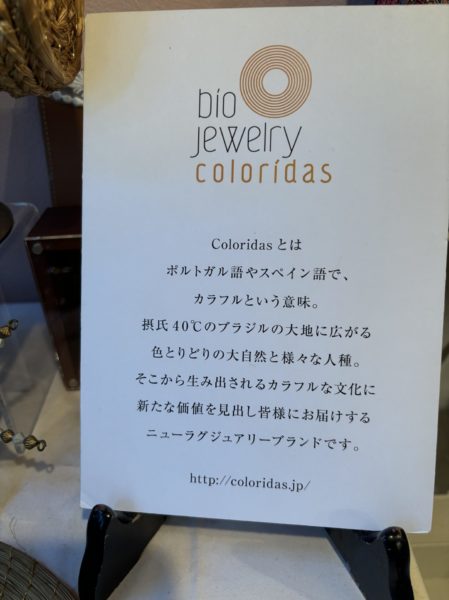 bio
jewelry
coloridas
Coloridasとは
ポルトガル語やスペイン語で、
カラフルという意味。
摂氏40℃のブラジルの大地に広がる
色とりどりの大自然と様々な人種。
そこから生み出されるカラフルな文化に
新たな価値を見出し皆様にお届けする
ニューラグジュアリーブランドです。
http://coloridas.jp/